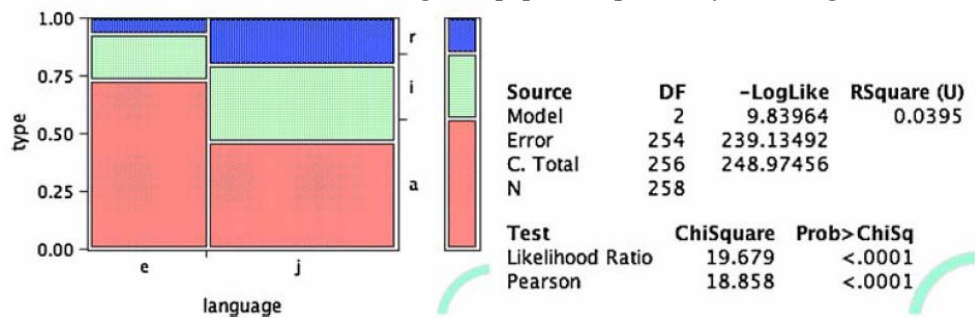 1.00
0.75
0.50
0.25
0.00
type
r
i
a
e j
language
Source DF -LogLike RSquare (U)
Model 2 9.83964 0.0395
Error 254 239.13492
C. Total 256 248.97456
N 258
Test ChiSquare Prob>ChiSq
Likelihood Ratio 19.679 <.0001
Pearson 18.858 <.0001